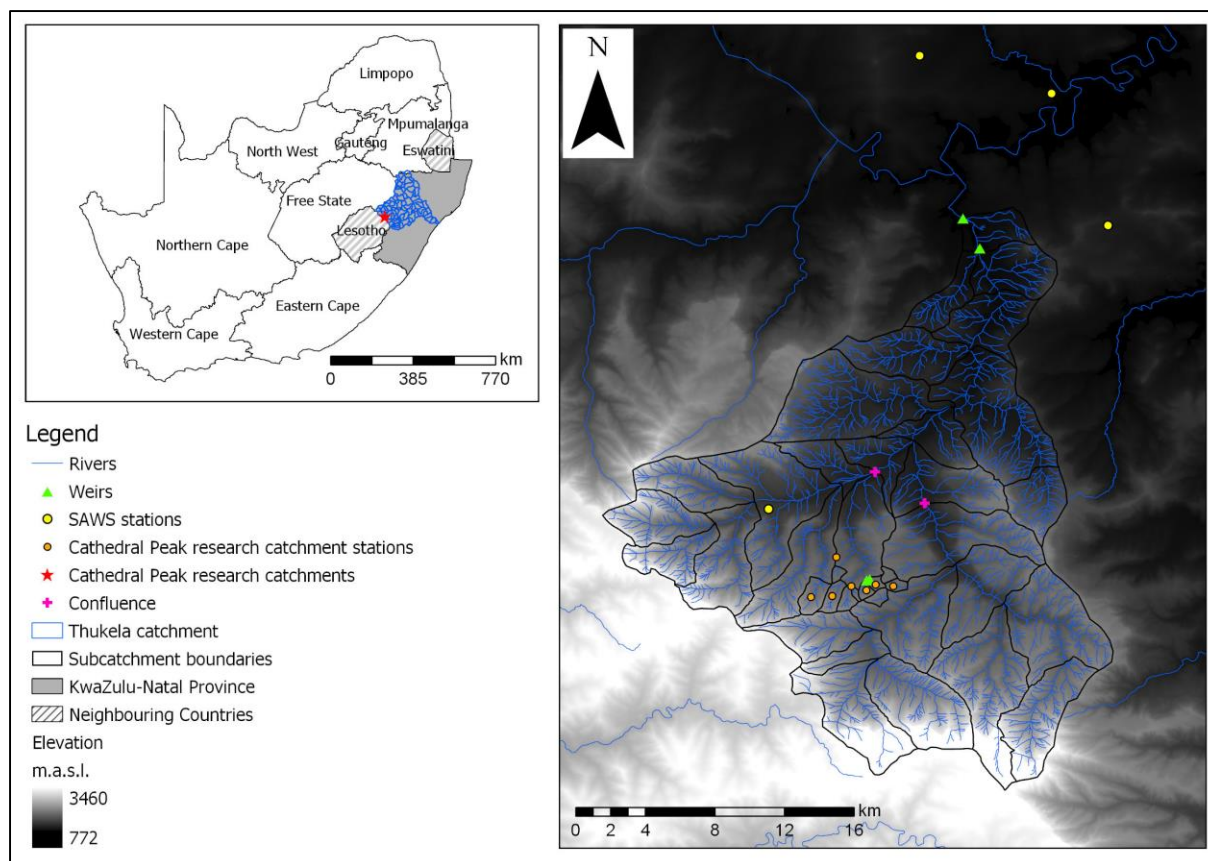 Limpopo
Mpumalanga
Gauteng
North West
Eswatini
Free State
Lesotho
Northern Cape
Eastern Cape
Western Cape
km
0 385 770
Legend
Rivers
Weirs
SAWS stations
Cathedral Peak research catchment stations
Cathedral Peak research catchments
Confluence
Thukela catchment
Subcatchment boundaries
KwaZulu-Natal Province
Neighbouring Countries
Elevation
m.a.s.l.
3460
772
N
km
0 2 4 8 12 16